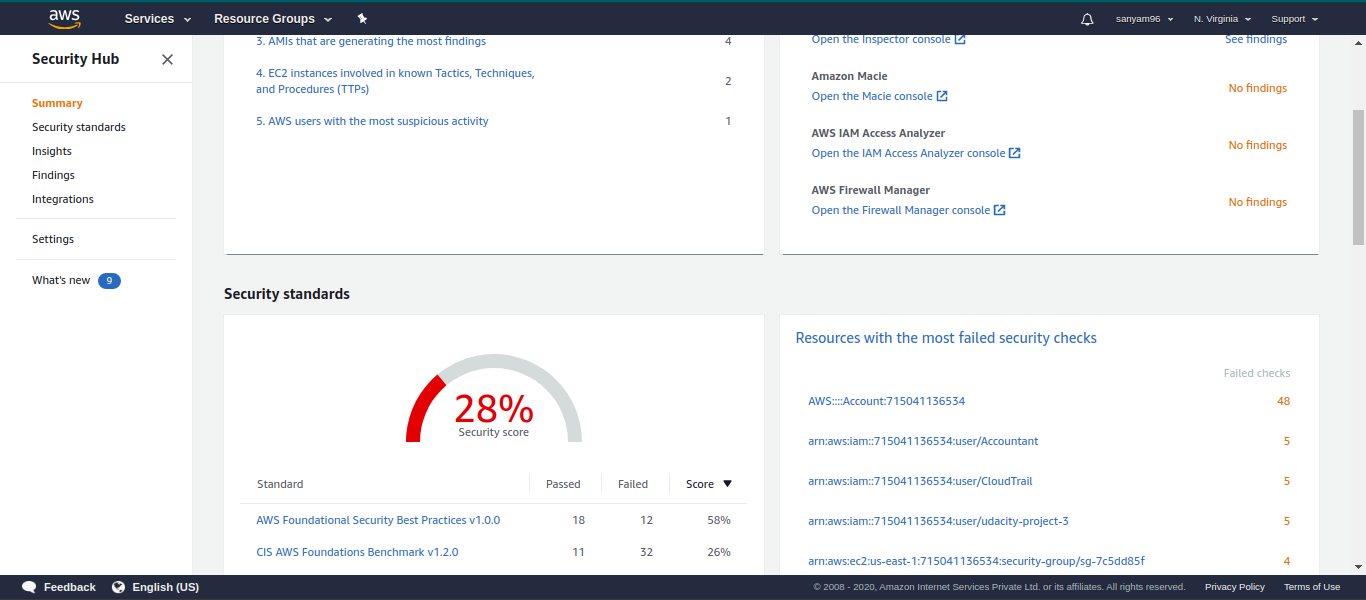 aws
Services
Resource Groups
sanyam96
N. Virginia
Support
Security Hub
Summary
Security standards
Insights
Findings
Integrations
Settings
What's new 9
3. AMIs that are generating the most findings 4
4. EC2 instances involved in known Tactics, Techniques,
and Procedures (TTPs) 2
5. AWS users with the most suspicious activity 1
Open the Inspector console See findings
Amazon Macie
Open the Macie console No findings
AWS IAM Access Analyzer
Open the IAM Access Analyzer console No findings
AWS Firewall Manager
Open the Firewall Manager console No findings
Security standards
28%
Security score
Standard Passed Failed Score
AWS Foundational Security Best Practices v1.0.0 18 12 58%
CIS AWS Foundations Benchmark v1.2.0 11 32 26%
Resources with the most failed security checks
Failed checks
AWS::::Account:715041136534 48
arn:aws:iam::715041136534:user/Accountant 5
arn:aws:iam::715041136534:user/CloudTrail 5
arn:aws:iam::715041136534:user/udacity-project-3 5
arn:aws:ec2:us-east-1:715041136534:security-group/sg-7c5dd85f 4
Feedback
English (US)
© 2008 - 2020, Amazon Internet Services Private Ltd. or its affiliates. All rights reserved.
Privacy Policy
Terms of Use